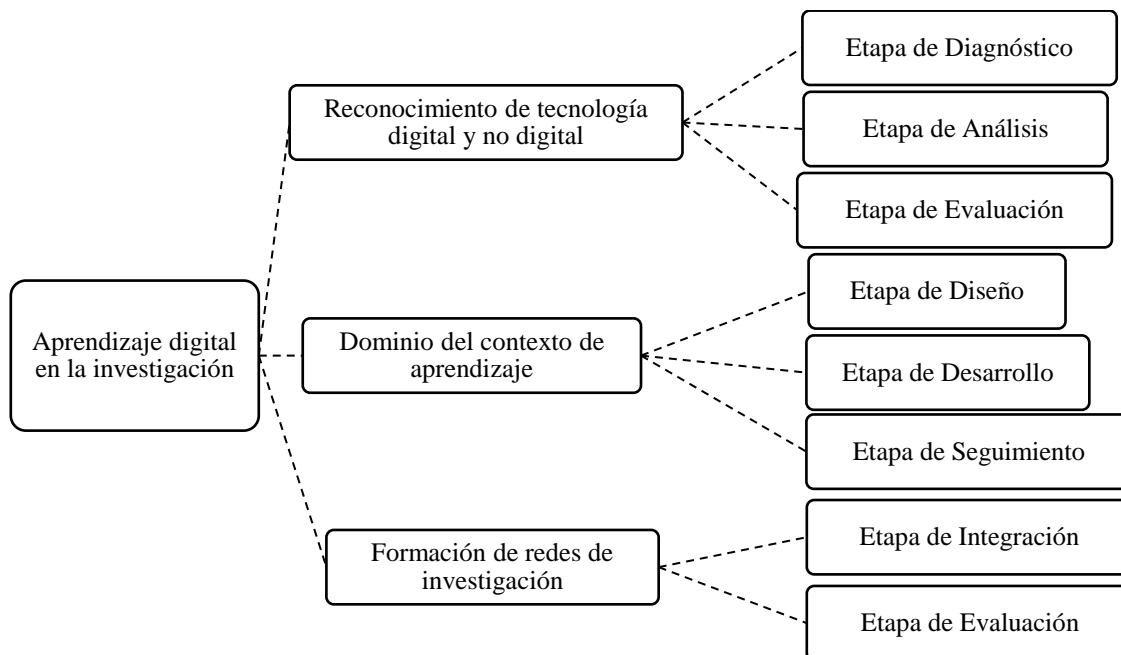 Etapa de Diagnóstico
Reconocimiento de tecnología
digital y no digital
Etapa de Análisis
Etapa de Evaluación
Aprendizaje digital
en la investigación
Dominio del contexto de
aprendizaje
Etapa de Diseño
Etapa de Desarrollo
Etapa de Seguimiento
Formación de redes de
investigación
Etapa de Integración
Etapa de Evaluación